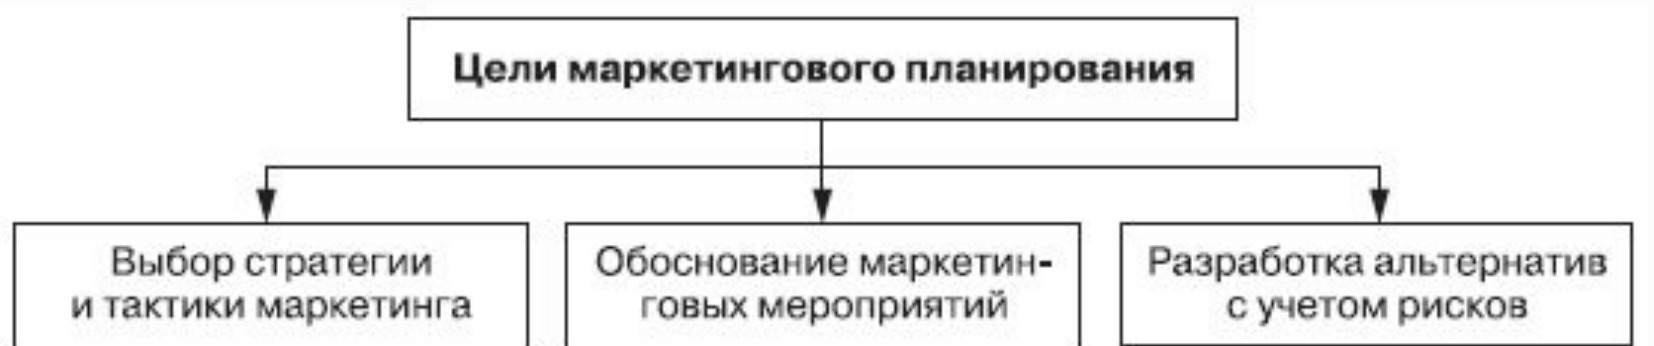 Цели маркетингового планирования
Выбор стратегии
и тактики маркетинга
Обоснование маркетин-
говых мероприятий
Разработка альтернатив
с учетом рисков